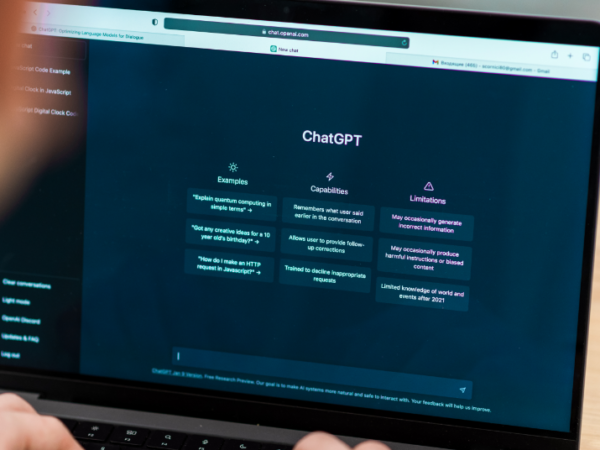 chat.openai.com
ChatGPT: Optimizing Language Models for Dialogue
New chat
Gmail
chat
Script Code Example
Clock in JavaScript
Script Digital Clock Co
ChatGPT
Examples
"Explain quantum computing in
simple terms" →
"Got any creative ideas for a 10
year old's birthday?" →
"How do I make an HTTP
request in Javascript?" →
Capabilities
Remembers what user said
earlier in the conversation
Allows user to provide follow-
up corrections
Trained to decline inappropriate
requests
Limitations
May occasionally generate
incorrect information
May occasionally produce
harmful instructions or biased
content
Limited knowledge of world and
events after 2021
Clear conversations
Light mode
OpenAI Discord
Updates & FAQ
Log out
ChatGPT Jan 9 Version. Free Research Preview. Our goal is to make AI systems more natural and safe to interact with. Your feedback will help us improve.